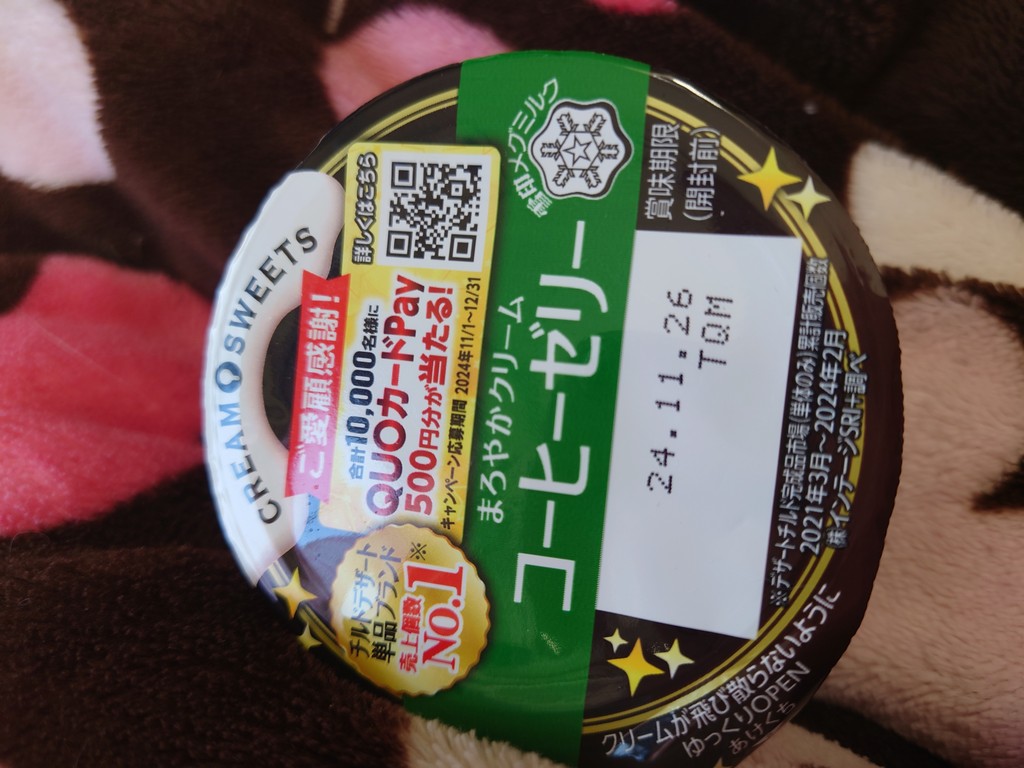 CREAM SWEETS
ご愛顧感謝!
詳しくはこちら
合計10,000名様に
QUOカードPay
500円分が当たる!
キャンペーン応募期間 2024年11/1~12/31
チルドデザート
単品ブランド※
売上個数
No.1
雪印メグミルク
まろやかクリーム
コーヒーゼリー
賞味期限
(開封前)
24.11.26
TQM
※デザートチルド完成品市場(単体のみ)累計販売個数
2021年3月~2024年2月
㈱インテージSRI+調べ
クリームが飛び散らないように
ゆっくりOPEN
あけくち